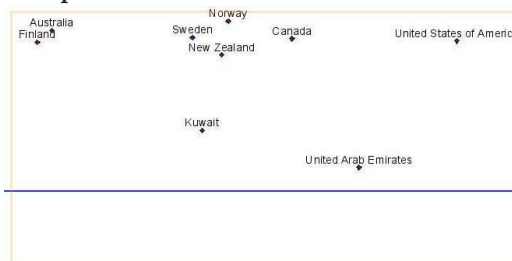 Norway
Australia
Sweden
Canada
Finland
United States of Americ
New Zealand
Kuwait
United Arab Emirates